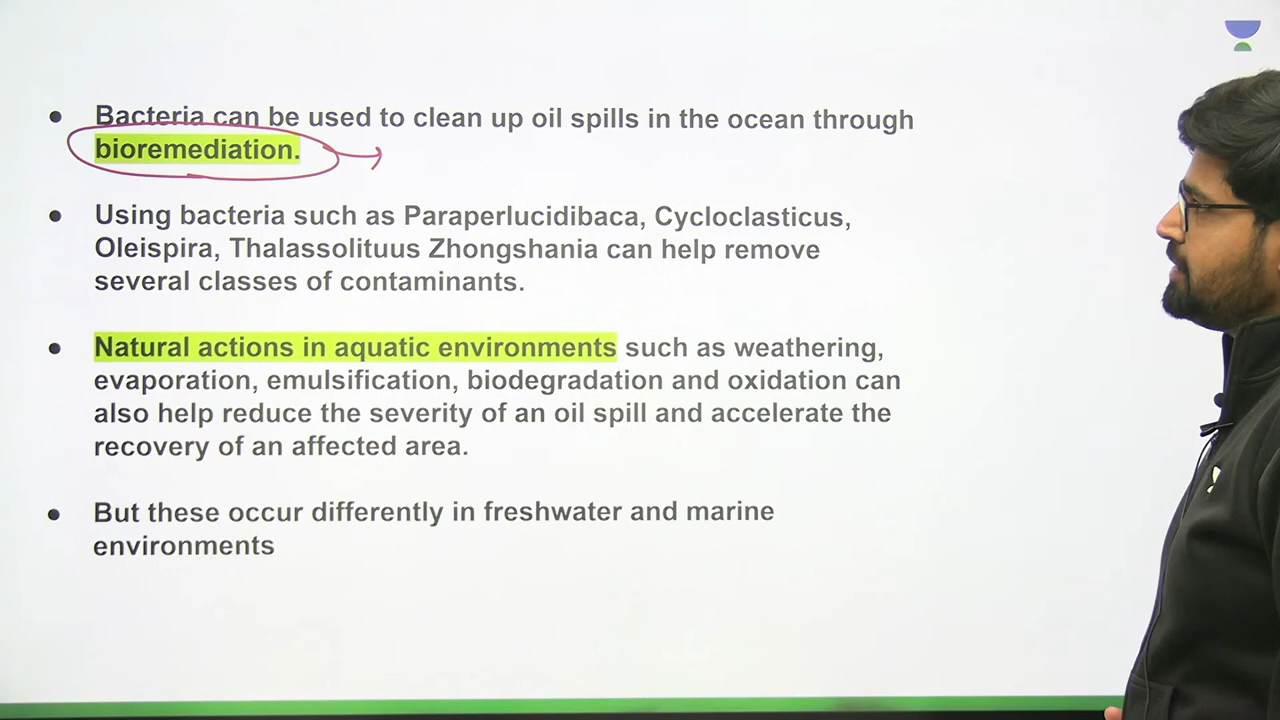 Bacteria can be used to clean up oil spills in the ocean through
bioremediation.
Using bacteria such as Paraperlucidibaca, Cycloclasticus,
Oleispira, Thalassolituus Zhongshania can help remove
several classes of contaminants.
Natural actions in aquatic environments such as weathering,
evaporation, emulsification, biodegradation and oxidation can
also help reduce the severity of an oil spill and accelerate the
recovery of an affected area.
But these occur differently in freshwater and marine
environments